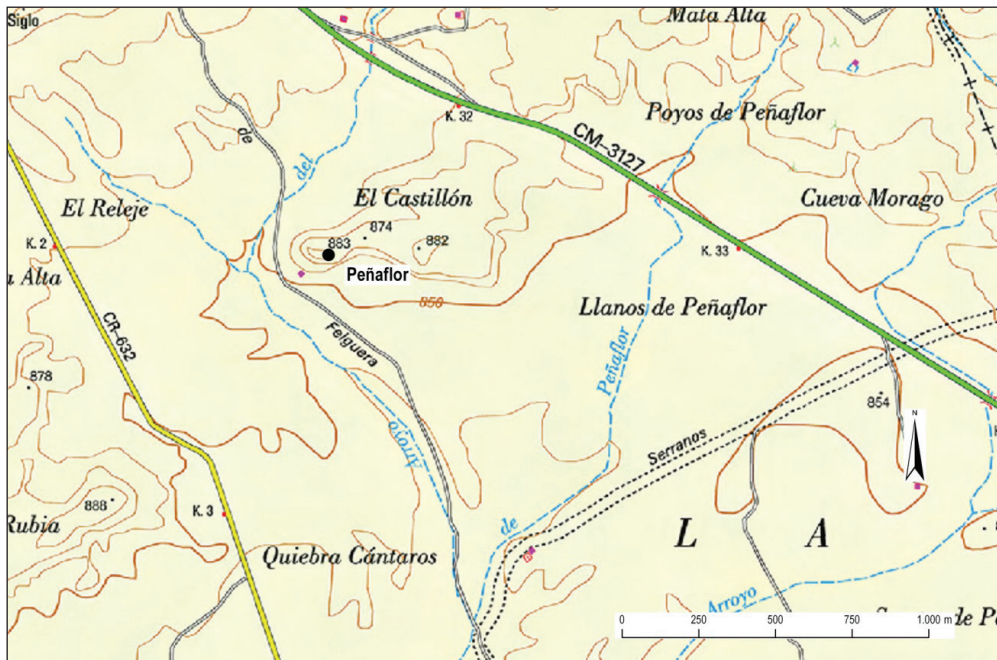 Siglo
Mata Alta
de
del
K. 32
CM-3127
Poyos de Peñaflor
El Releje
El Castillón
Cueva Morago
K. 2
874
883
882
K. 33
Alta
Peñaflor
850
Llanos de Peñaflor
CR-632
Felguera
Peñaflor
878
854
N
Arroyo
Serranos
888
Rubia
K. 3
de
L A
Quiebra Cántaros
Arroyo
de
0 250 500 750 1.000 m